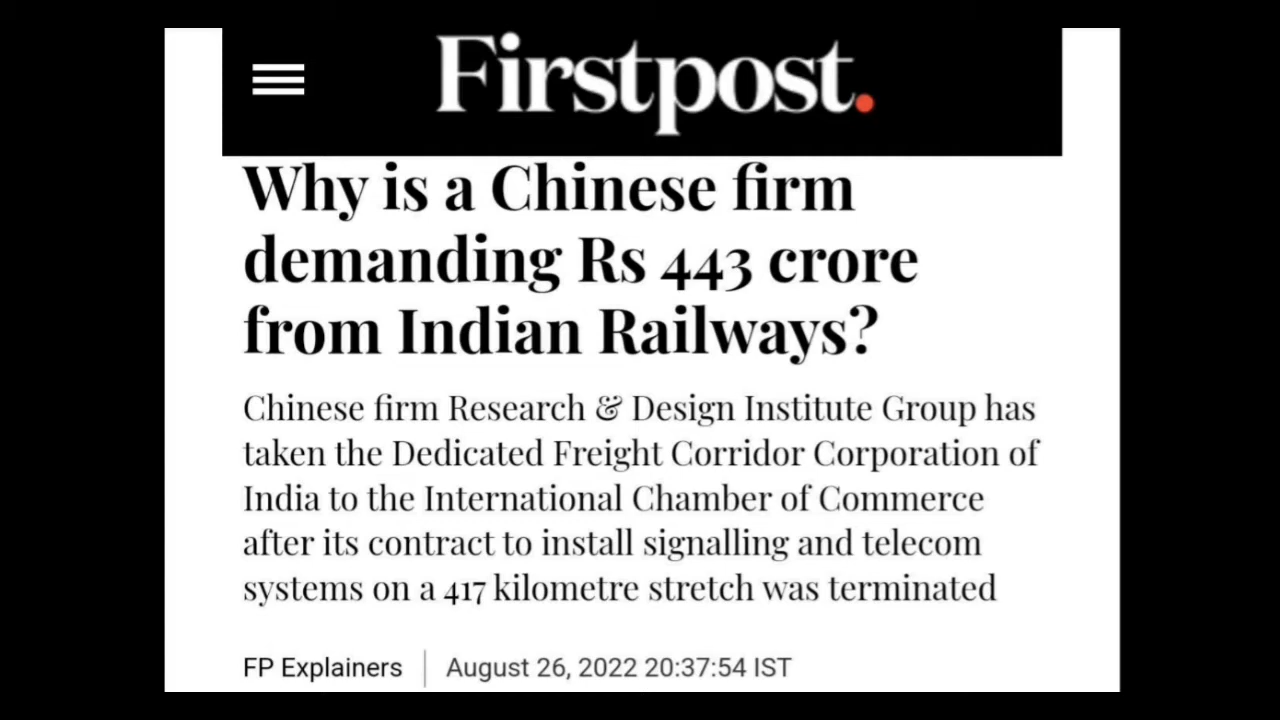 Firstpost.
Why is a Chinese firm
demanding Rs 443 crore
from Indian Railways?
Chinese firm Research & Design Institute Group has
taken the Dedicated Freight Corridor Corporation of
India to the International Chamber of Commerce
after its contract to install signalling and telecom
systems on a 417 kilometre stretch was terminated
FP Explainers | August 26, 2022 20:37:54 IST